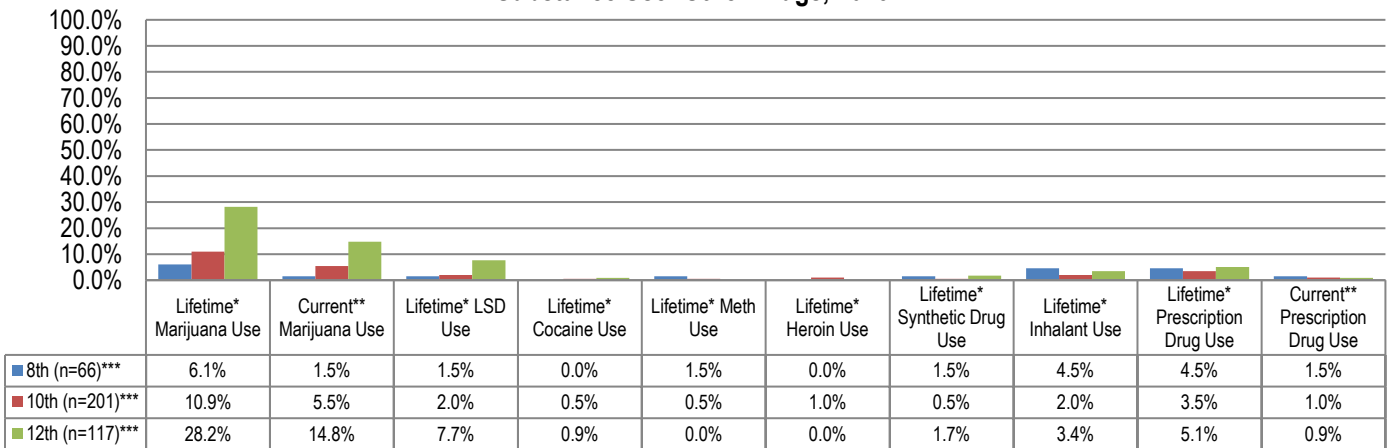 100.0%
90.0%
80.0%
70.0%
60.0%
50.0%
40.0%
30.0%
20.0%
10.0%
0.0%
Lifetime* Marijuana Use
Current** Marijuana Use
Lifetime* LSD Use
Lifetime* Cocaine Use
Lifetime* Meth Use
Lifetime* Heroin Use
Lifetime* Synthetic Drug Use
Lifetime* Inhalant Use
Lifetime* Prescription Drug Use
Current** Prescription Drug Use
8th (n=66)*** 6.1% 1.5% 1.5% 0.0% 1.5% 0.0% 1.5% 4.5% 4.5% 1.5%
10th (n=201)*** 10.9% 5.5% 2.0% 0.5% 0.5% 1.0% 0.5% 2.0% 3.5% 1.0%
12th (n=117)*** 28.2% 14.8% 7.7% 0.9% 0.0% 0.0% 1.7% 3.4% 5.1% 0.9%